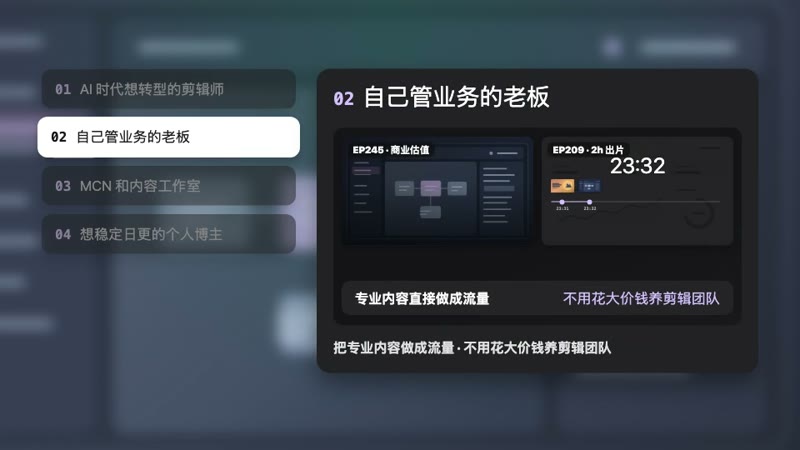 01 AI 时代想转型的剪辑师
02 自己管业务的老板
03 MCN 和内容工作室
04 想稳定日更的个人博主
02 自己管业务的老板
EP245 · 商业估值
EP209 · 2h 出片
23:32
23:31 23:32
专业内容直接做成流量 不用花大价钱养剪辑团队
把专业内容做成流量 · 不用花大价钱养剪辑团队